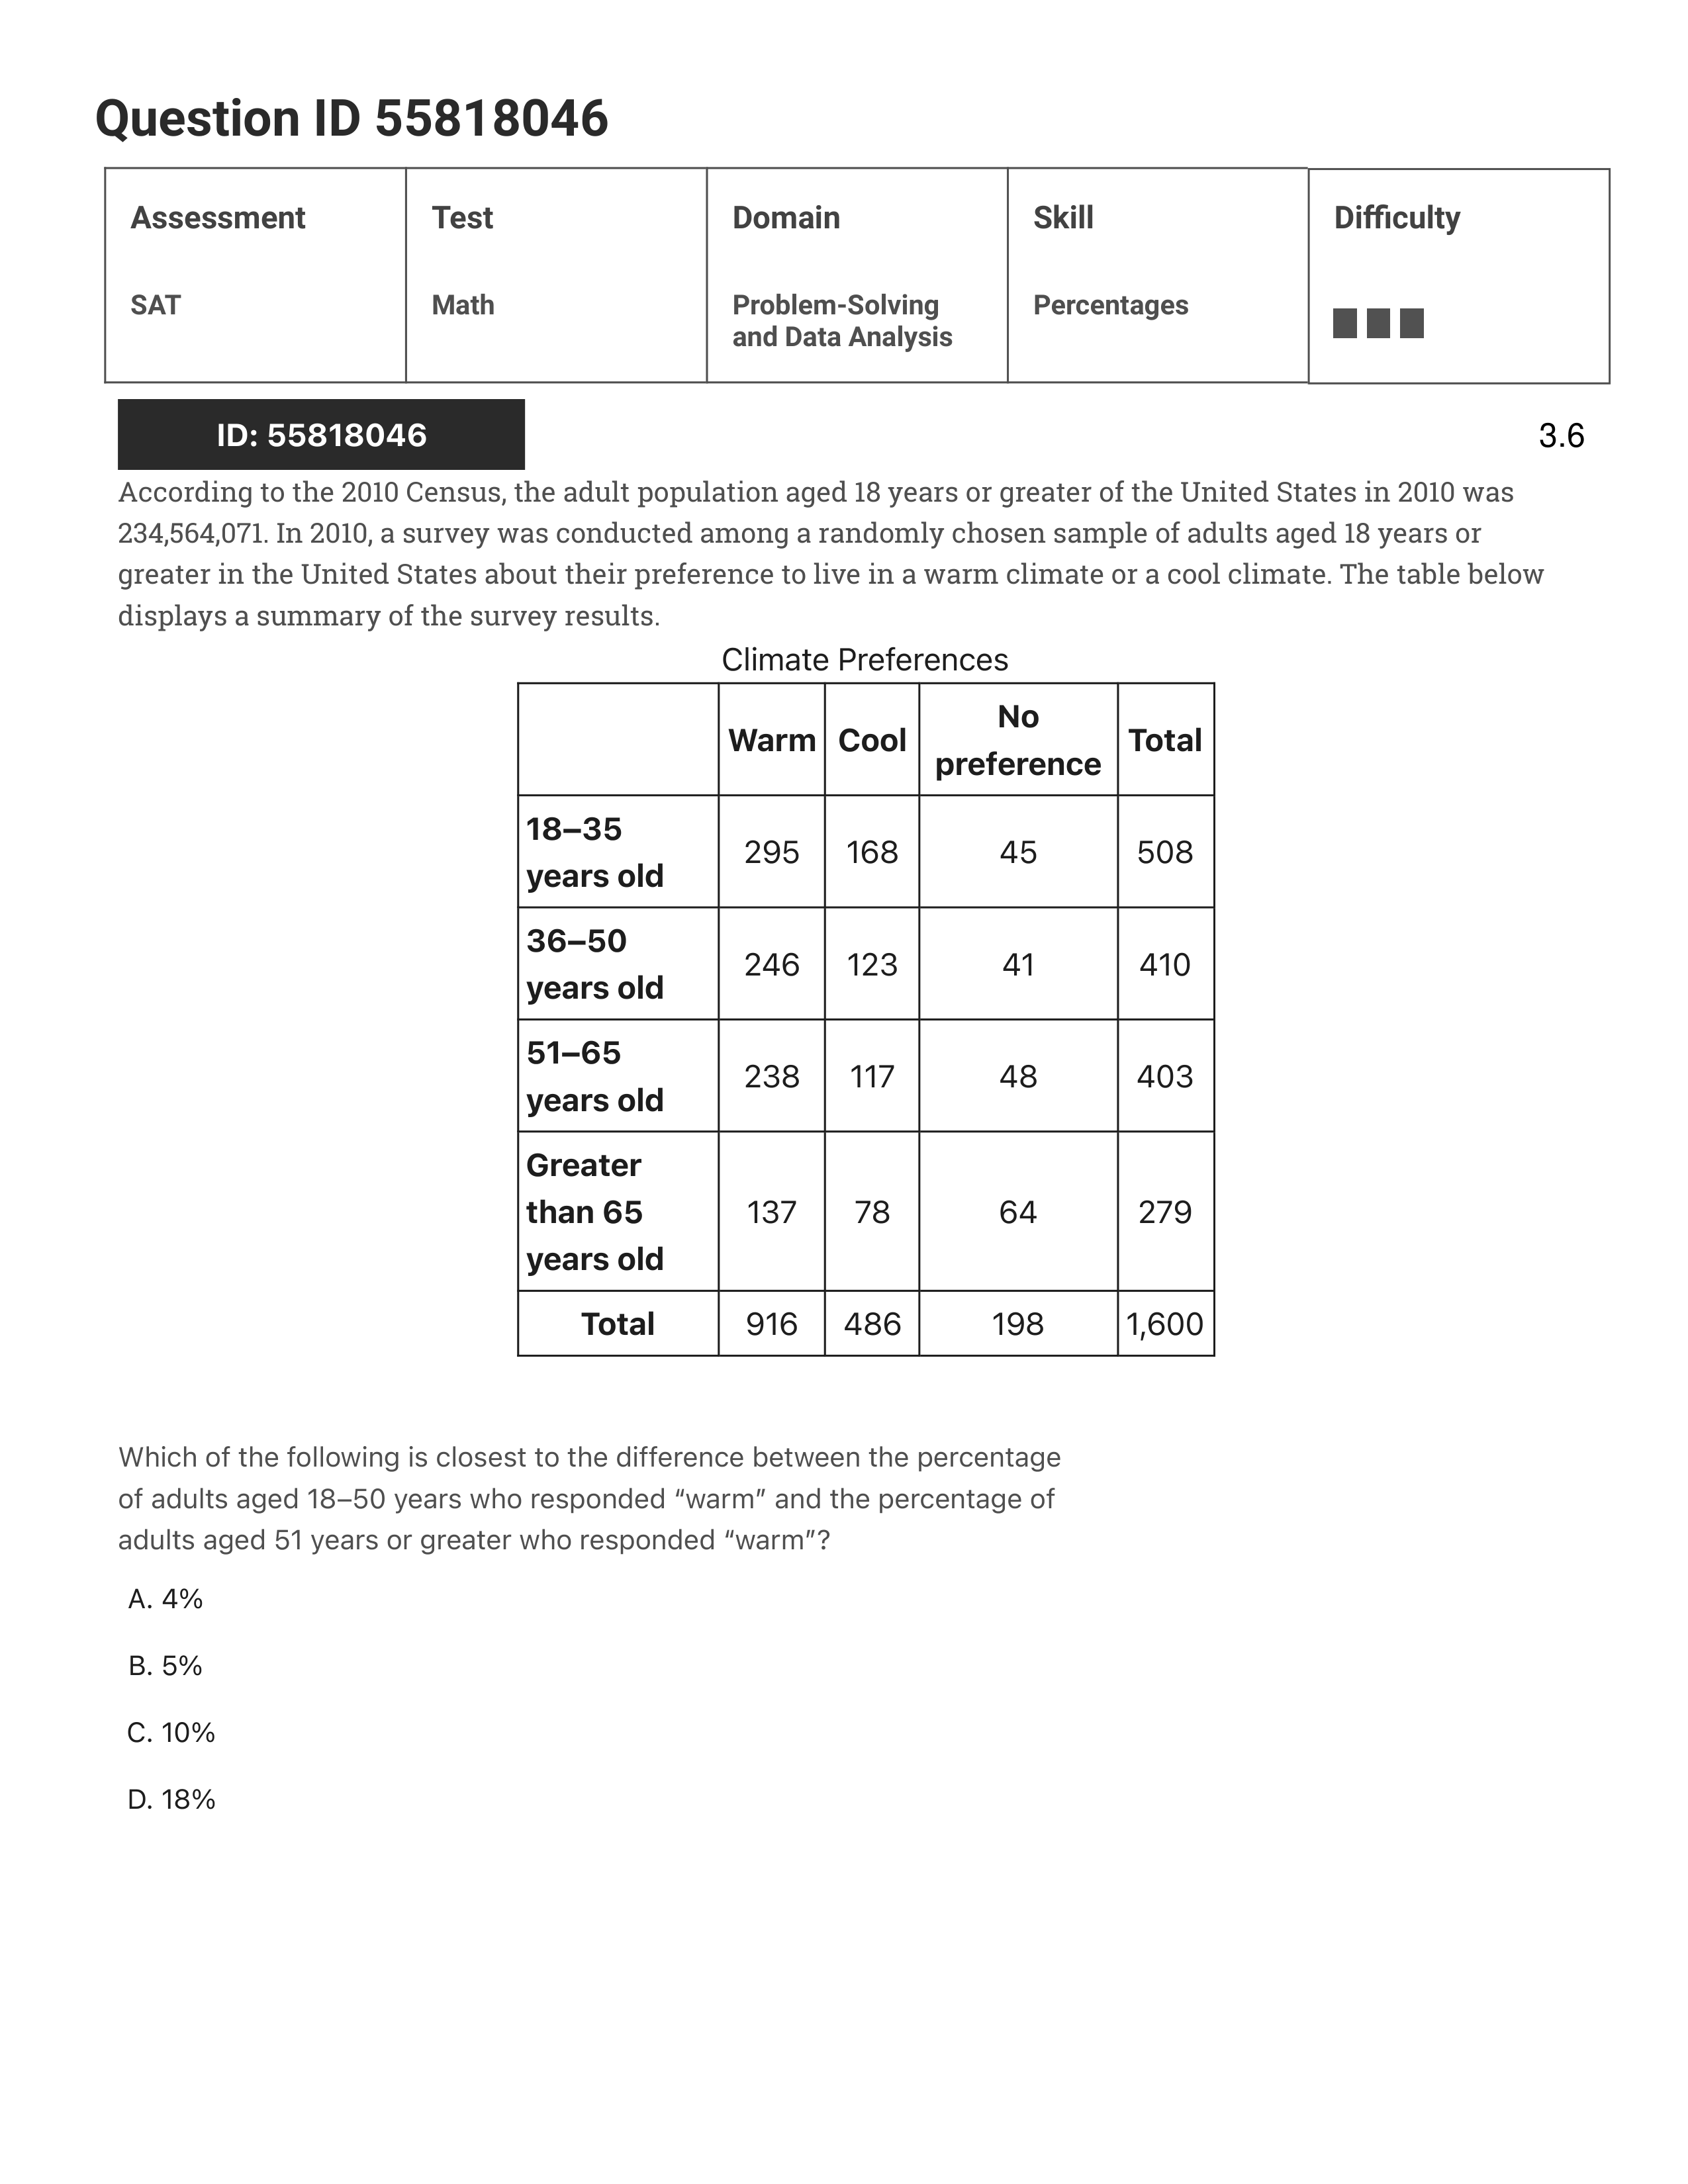 Question ID 55818046
Assessment
Test
Domain
Skill
Difficulty
SAT
Math
Problem-Solving
and Data Analysis
Percentages
ID: 55818046
3.6
According to the 2010 Census, the adult population aged 18 years or greater of the United States in 2010 was
234,564,071. In 2010, a survey was conducted among a randomly chosen sample of adults aged 18 years or
greater in the United States about their preference to live in a warm climate or a cool climate. The table below
displays a summary of the survey results.
Climate Preferences
Warm Cool No preference Total
18–35 years old 295 168 45 508
36–50 years old 246 123 41 410
51–65 years old 238 117 48 403
Greater than 65 years old 137 78 64 279
Total 916 486 198 1,600
Which of the following is closest to the difference between the percentage
of adults aged 18–50 years who responded “warm” and the percentage of
adults aged 51 years or greater who responded “warm”?
A. 4%
B. 5%
C. 10%
D. 18%